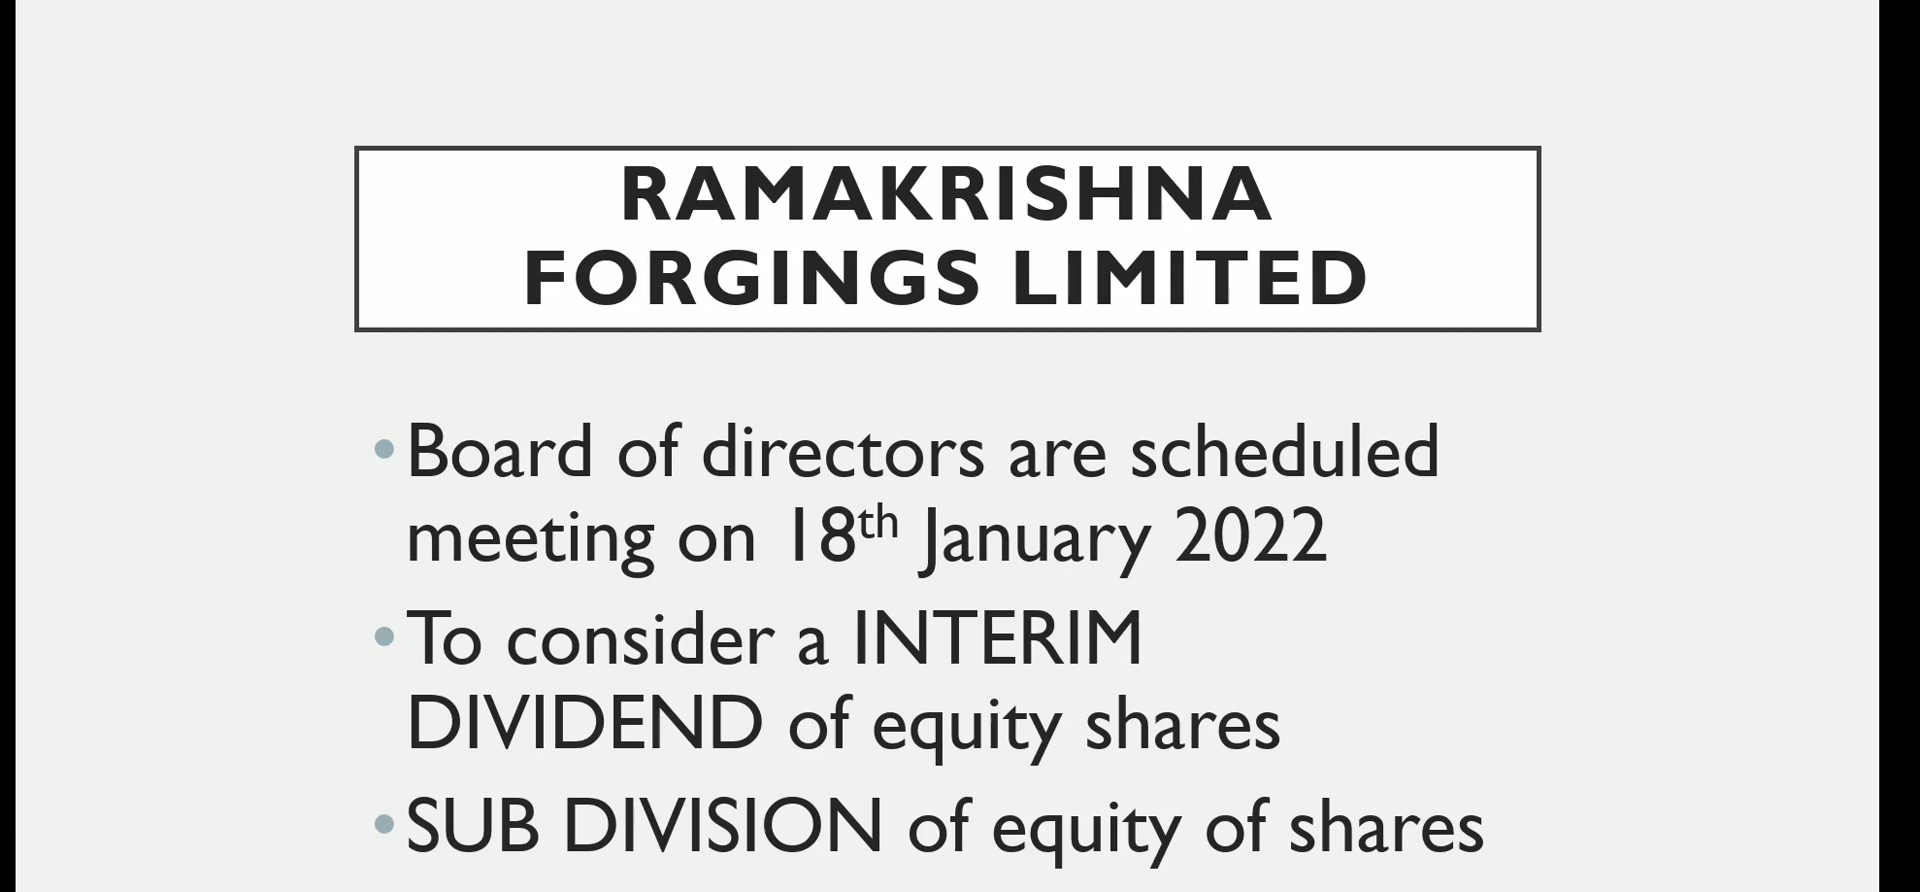 RAMAKRISHNA
FORGINGS LIMITED
•Board of directors are scheduled
meeting on 18th January 2022
•To consider a INTERIM
DIVIDEND of equity shares
•SUB DIVISION of equity of shares